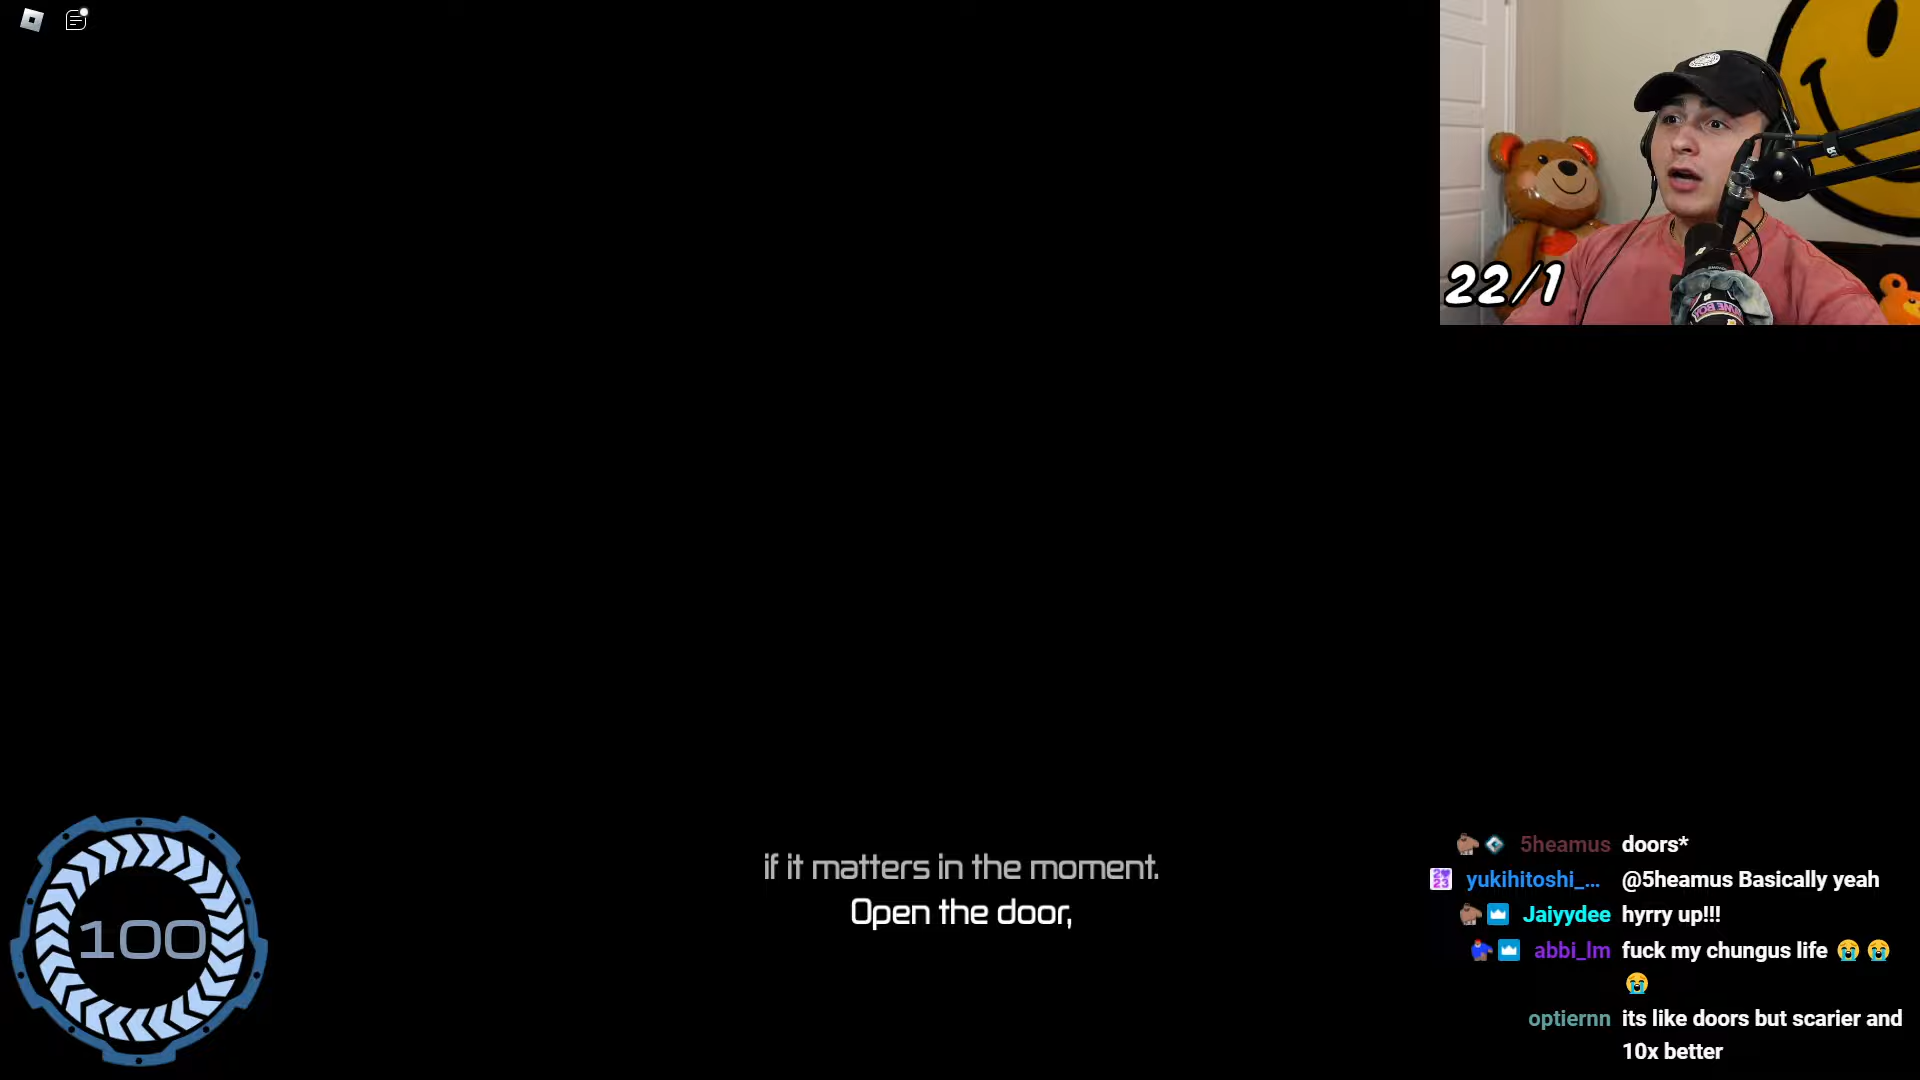 22/1
if it matters in the moment.
Open the door,
100
5heamus doors*
yukihitoshi_... @5heamus Basically yeah
Jaiyydee hyrry up!!!
abbi_lm fuck my chungus life 😭 😭
😭
optiernn its like doors but scarier and
10x better